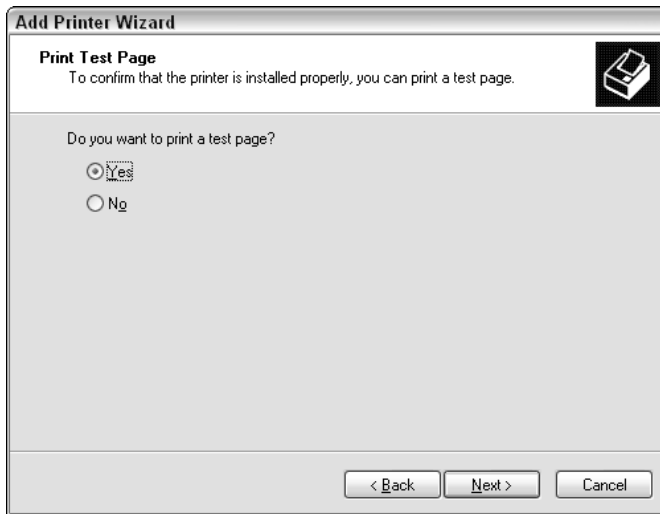 Add Printer Wizard
Print Test Page
To confirm that the printer is installed properly, you can print a test page.
Do you want to print a test page?
Yes
No
< Back
Next >
Cancel